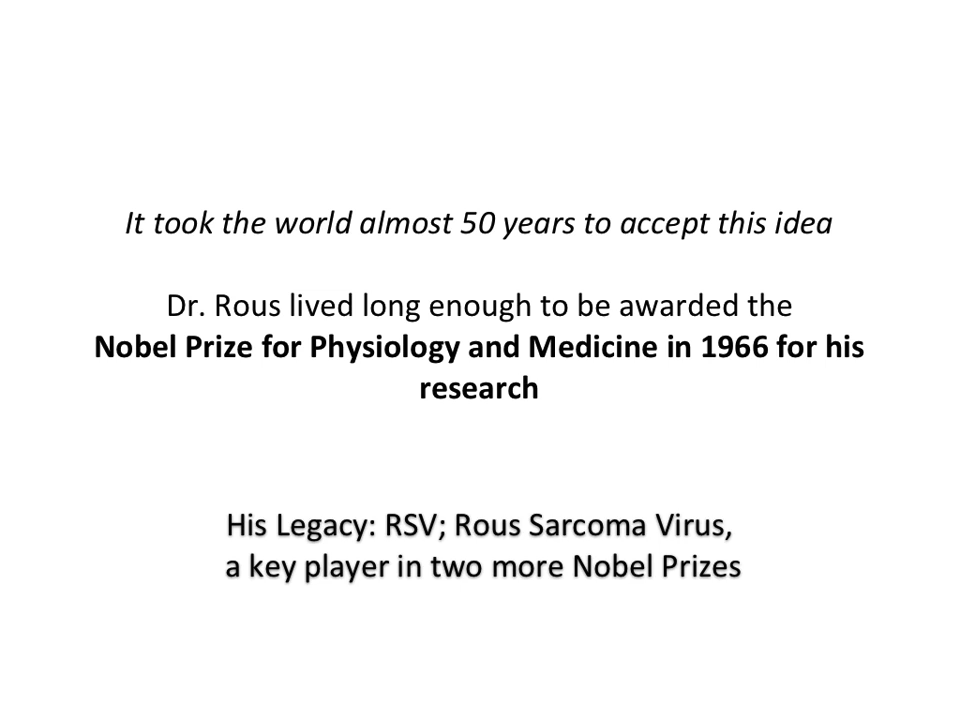 It took the world almost 50 years to accept this idea
Dr. Rous lived long enough to be awarded the
Nobel Prize for Physiology and Medicine in 1966 for his
research
His Legacy: RSV; Rous Sarcoma Virus,
a key player in two more Nobel Prizes